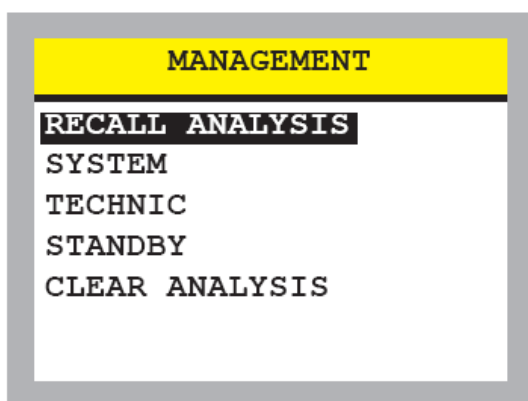 MANAGEMENT
RECALL ANALYSIS
SYSTEM
TECHNIC
STANDBY
CLEAR ANALYSIS